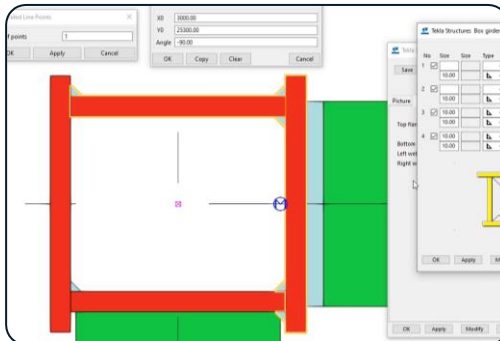 ded Line Points
f points 1
OK Apply Cancel
X0 3000.00
Y0 25300.00
Angle -90.00
OK Copy Clear Cancel
Tekla
Save
Picture
Top flan
Bottom
Left wel
Right w
OK Apply Modify
Tekla Structures Box girder
No Size Size Type
1
10.00
2
10.00
3 10.00
10.00
4 10.00
10.00
OK Apply M